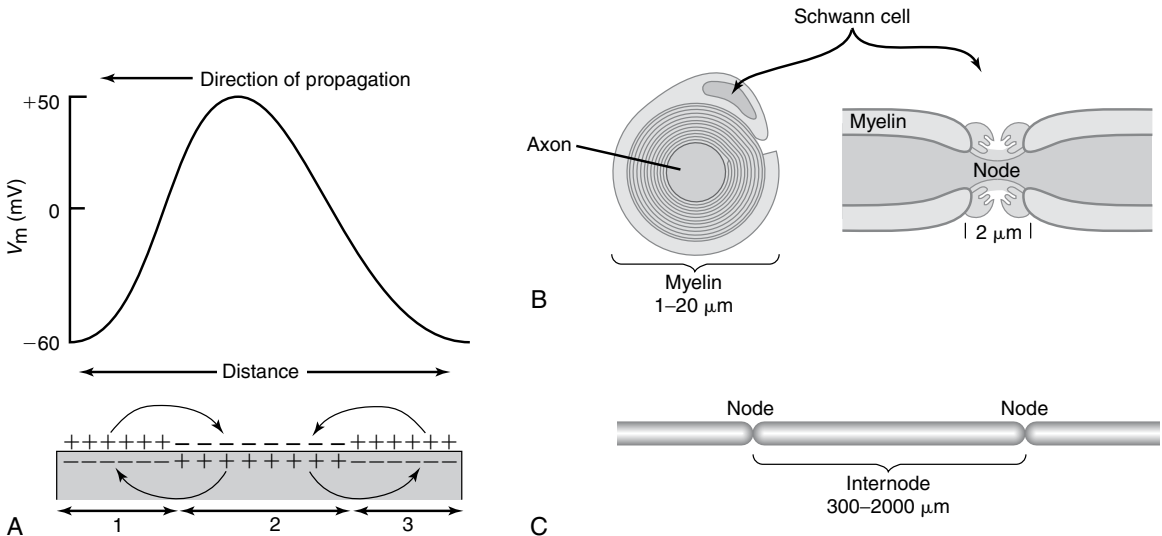 Direction of propagation
+50
0
−60
Vm (mV)
Distance
+++++
− − − − − − − −
++++++
−−−−−−
+ + + + + + + +
−−−−−−
1
2
3
A
Schwann cell
Axon
Myelin
1–20 μm
B
Myelin
Node
2 μm
Node
Node
Internode
300–2000 μm
C